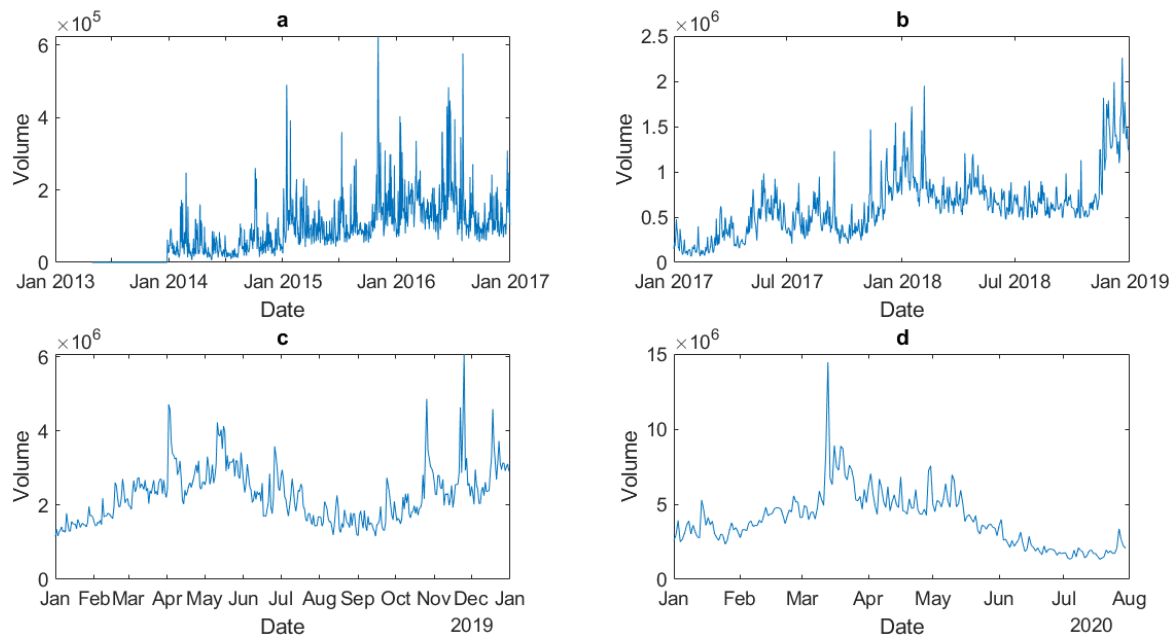 a
×10^5
6
4
2
0
Volume
Jan 2013 Jan 2014 Jan 2015 Jan 2016 Jan 2017
Date
b
×10^6
2.5
2
1.5
1
0.5
0
Volume
Jan 2017 Jul 2017 Jan 2018 Jul 2018 Jan 2019
Date
c
×10^6
6
4
2
0
Volume
Jan Feb Mar Apr May Jun Jul Aug Sep Oct Nov Dec Jan
Date
2019
d
×10^6
15
10
5
0
Volume
Jan Feb Mar Apr May Jun Jul Aug
Date
2020